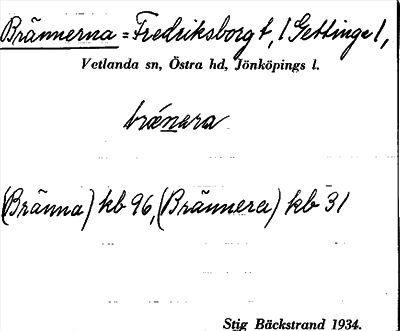 Brännerna = Fredriksborg t, (Gettinge),
Vetlanda sn, Östra hd, Jönköpings l.
bränara
(Bränna) kb 96, (Brännera) kb 31
Stig Bäckstrand 1934.